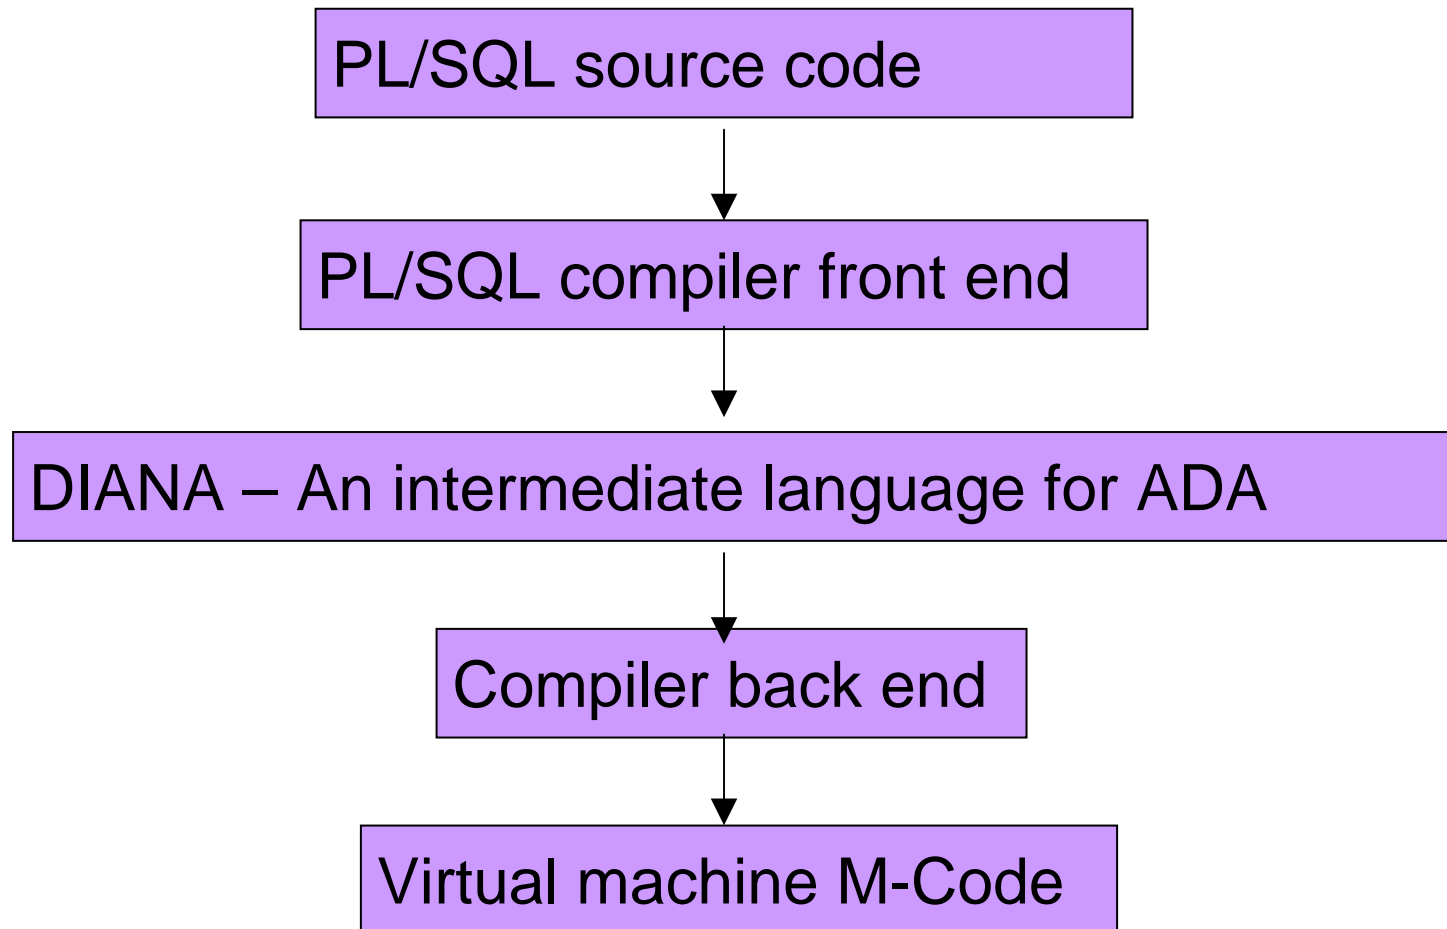 PL/SQL source code
PL/SQL compiler front end
DIANA – An intermediate language for ADA
Compiler back end
Virtual machine M-Code